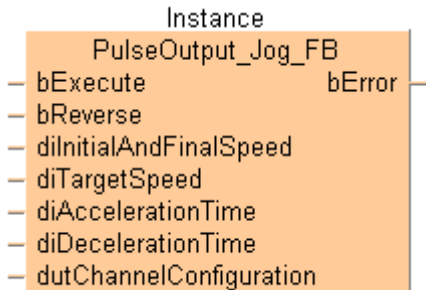 Instance
PulseOutput_Jog_FB
bExecute bError
bReverse
diInitialAndFinalSpeed
diTargetSpeed
diAccelerationTime
diDecelerationTime
dutChannelConfiguration